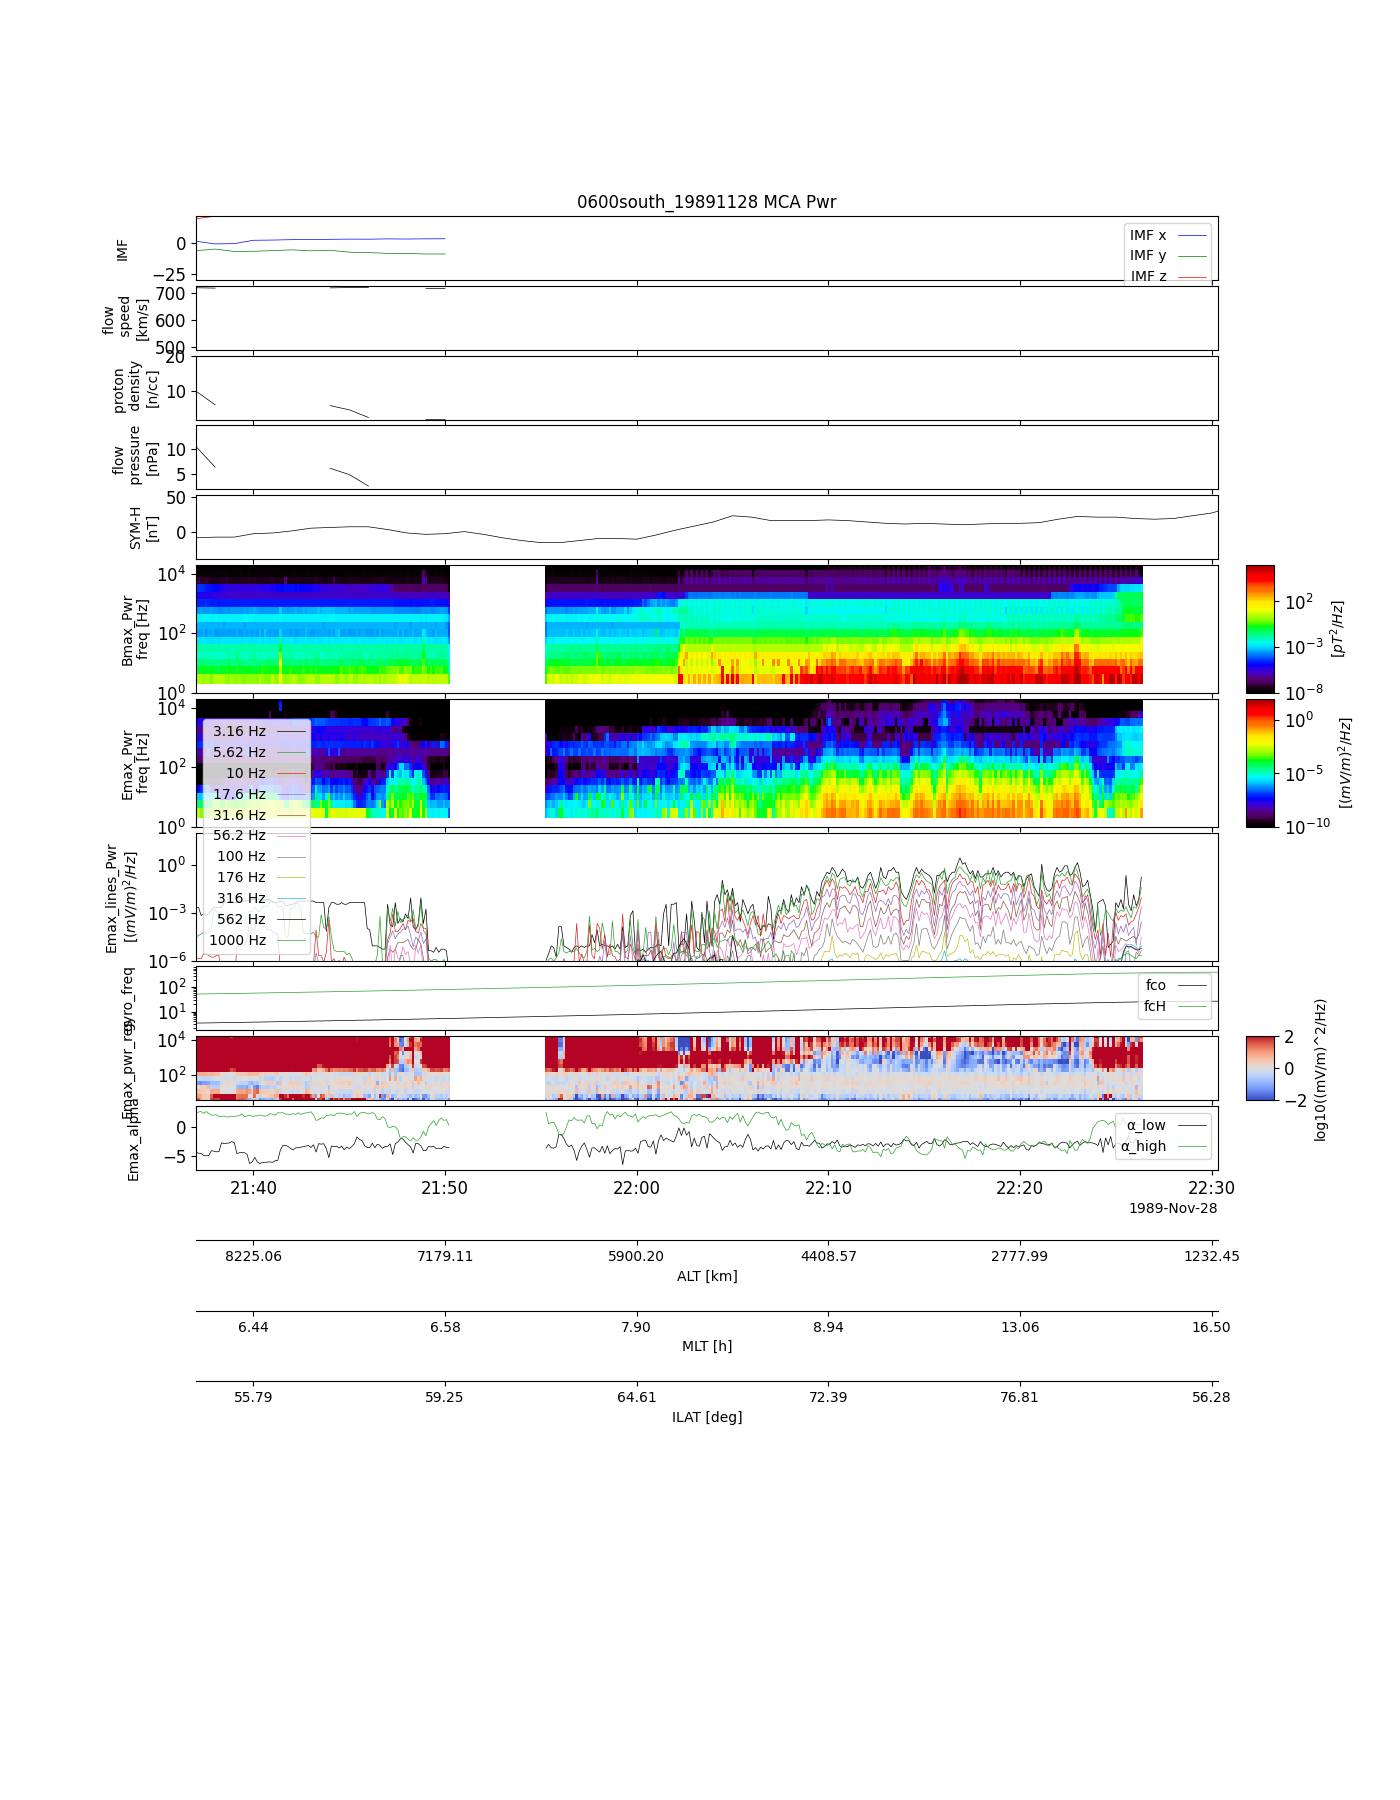 0600south_19891128 MCA Pwr
IMF
0
−25
IMF x
IMF y
IMF z
flow
speed
[km/s]
700
600
500
proton
density
[n/cc]
20
10
flow
pressure
[nPa]
10
5
SYM-H
[nT]
50
0
Bmax_Pwr
freq [Hz]
10^4
10^2
10^0
10^2
10^−3
10^−8
[pT^2/Hz]
Emax_Pwr
freq [Hz]
10^4
10^2
10^0
10^0
10^−5
10^−10
[(mV/m)^2/Hz]
3.16 Hz
5.62 Hz
10 Hz
17.6 Hz
31.6 Hz
56.2 Hz
100 Hz
176 Hz
316 Hz
562 Hz
1000 Hz
Emax_lines_Pwr
[(mV/m)^2/Hz]
10^0
10^−3
10^−6
gyro_freq
10^2
10^1
fco
fcH
Emax_pwr_reg
10^4
10^2
2
0
−2
log10((mV/m)^2/Hz)
Emax_alpha
0
−5
α_low
α_high
21:40 21:50 22:00 22:10 22:20 22:30
1989-Nov-28
8225.06 7179.11 5900.20 4408.57 2777.99 1232.45
ALT [km]
6.44 6.58 7.90 8.94 13.06 16.50
MLT [h]
55.79 59.25 64.61 72.39 76.81 56.28
ILAT [deg]